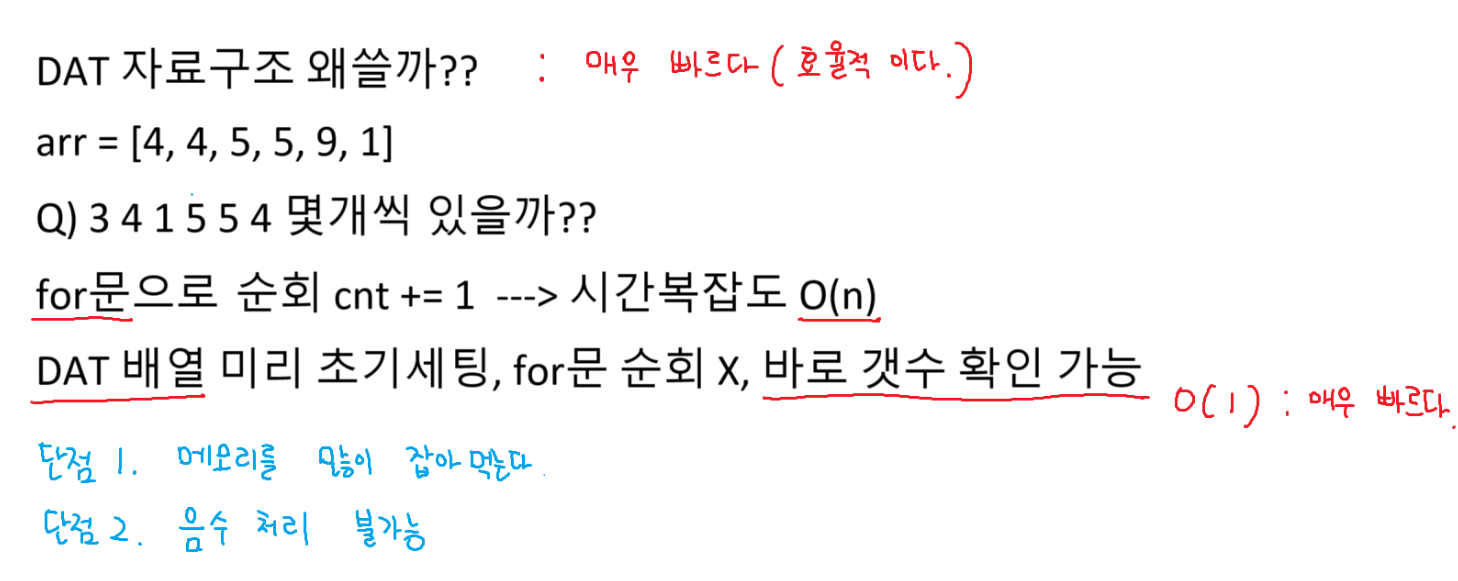 DAT 자료구조 왜쓸까?? : 매우 빠르다 ( 호율적 이다. )
arr = [4, 4, 5, 5, 9, 1]
Q) 3 4 1 5 5 4 몇개씩 있을까??
for문으로 순회 cnt += 1 ---> 시간복잡도 O(n)
DAT 배열 미리 초기세팅, for문 순회 X, 바로 갯수 확인 가능 O(1) : 매우 빠르다.
단점 1. 메모리를 많이 잡아 먹는다.
단점 2. 음수 처리 불가능